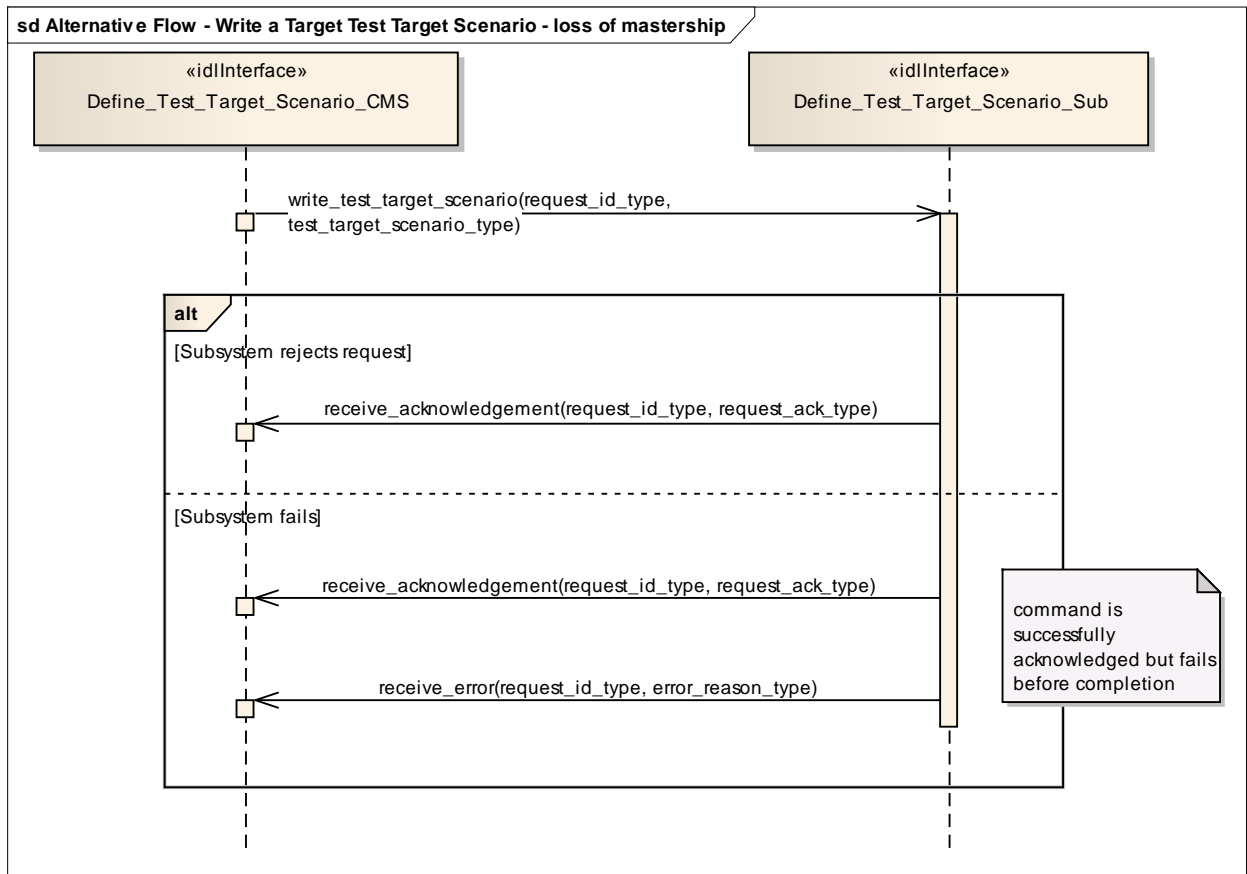 sd Alternative Flow - Write a Target Test Target Scenario - loss of mastership
«idlInterface»
Define_Test_Target_Scenario_CMS
«idlInterface»
Define_Test_Target_Scenario_Sub
write_test_target_scenario(request_id_type,
test_target_scenario_type)
alt
[Subsystem rejects request]
receive_acknowledgement(request_id_type, request_ack_type)
[Subsystem fails]
receive_acknowledgement(request_id_type, request_ack_type)
command is
successfully
acknowledged but fails
before completion
receive_error(request_id_type, error_reason_type)